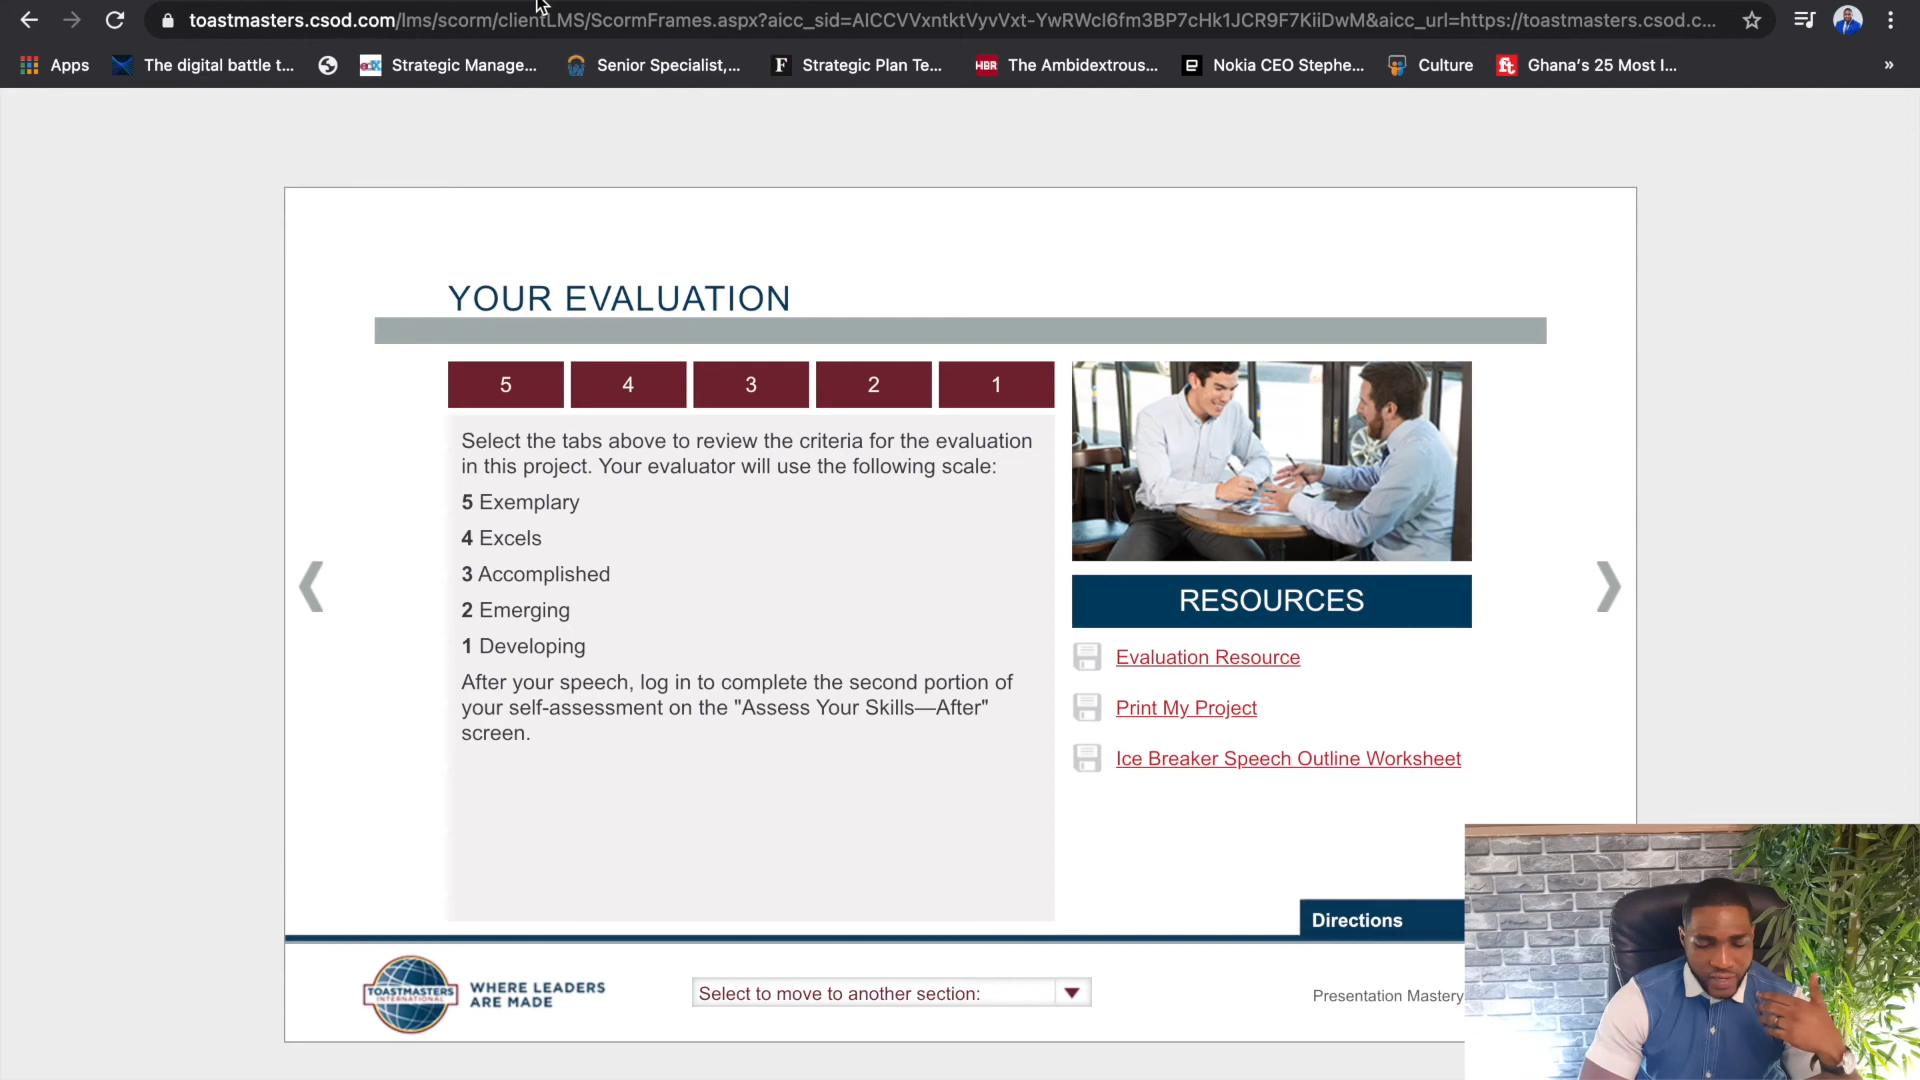 toastmasters.csod.com/lms/scorm/clientLMS/ScormFrames.aspx?aicc_sid=AICCVVxntktVyvVxt-YwRWcI6fm3BP7cHk1JCR9F7KiiDwM&aicc_url=https://toastmasters.csod.c...
Apps The digital battle t... edX Strategic Manage... Senior Specialist,... F Strategic Plan Te... HBR The Ambidextrous... e Nokia CEO Stephe... Culture ft Ghana's 25 Most I... »
YOUR EVALUATION
5 4 3 2 1
Select the tabs above to review the criteria for the evaluation
in this project. Your evaluator will use the following scale:
5 Exemplary
4 Excels
3 Accomplished
2 Emerging
1 Developing
After your speech, log in to complete the second portion of
your self-assessment on the "Assess Your Skills—After"
screen.
RESOURCES
Evaluation Resource
Print My Project
Ice Breaker Speech Outline Worksheet
Directions
TOASTMASTERS
INTERNATIONAL
WHERE LEADERS
ARE MADE
Select to move to another section:
Presentation Mastery